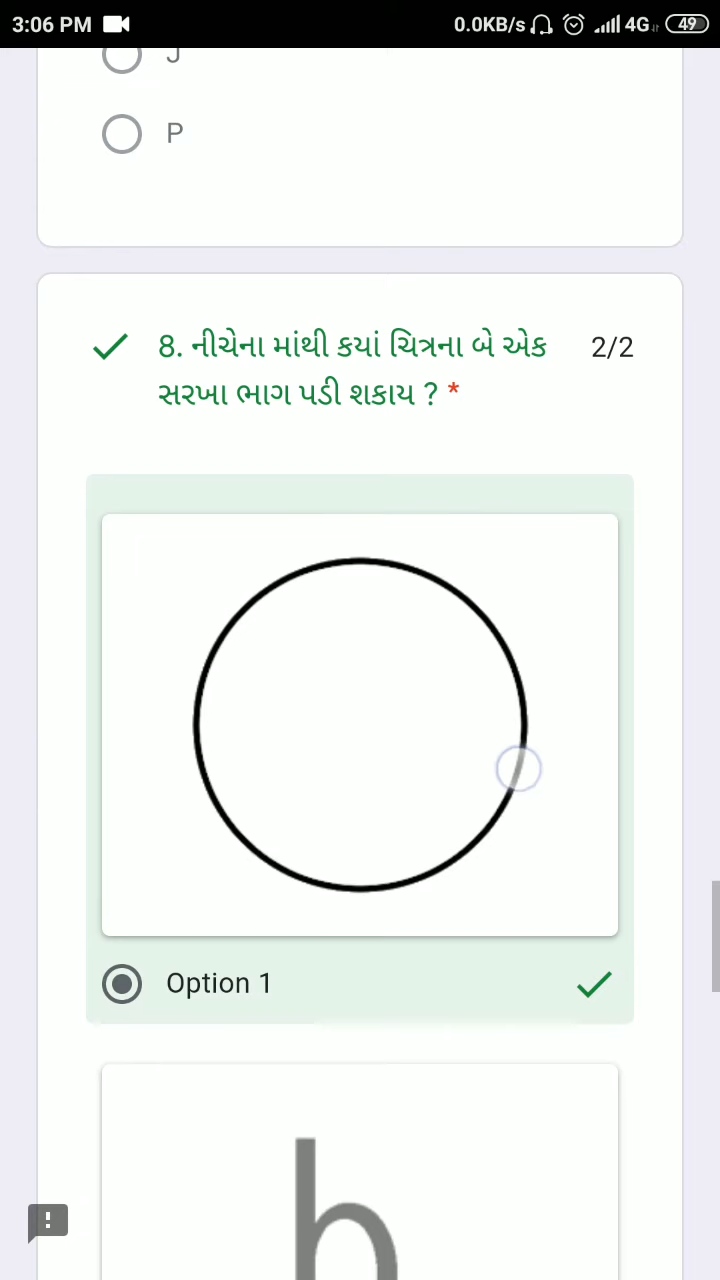 3:06 PM 0.0KB/s 4G 49
J
P
8. નીચેના માંથી કયાં ચિત્રના બે એક 2/2
સરખા ભાગ પડી શકાય ? *
Option 1
h